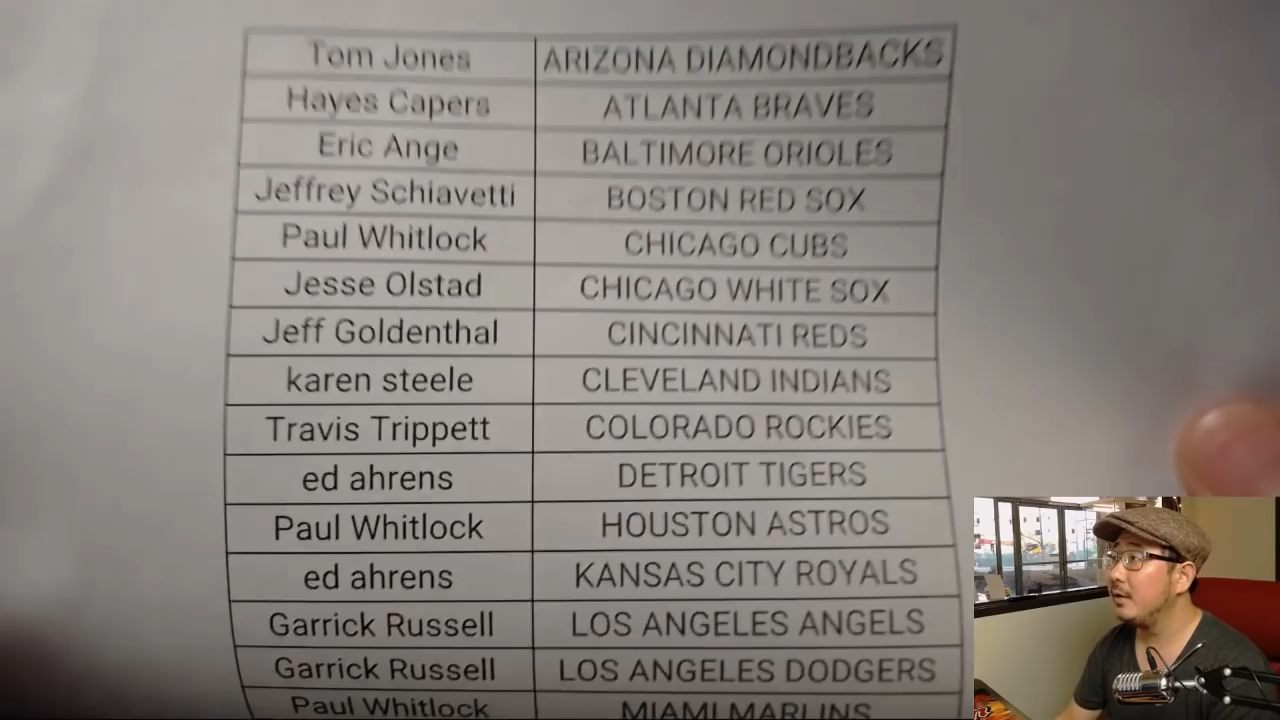 Tom Jones ARIZONA DIAMONDBACKS
Hayes Capers ATLANTA BRAVES
Eric Ange BALTIMORE ORIOLES
Jeffrey Schiavetti BOSTON RED SOX
Paul Whitlock CHICAGO CUBS
Jesse Olstad CHICAGO WHITE SOX
Jeff Goldenthal CINCINNATI REDS
karen steele CLEVELAND INDIANS
Travis Trippett COLORADO ROCKIES
ed ahrens DETROIT TIGERS
Paul Whitlock HOUSTON ASTROS
ed ahrens KANSAS CITY ROYALS
Garrick Russell LOS ANGELES ANGELS
Garrick Russell LOS ANGELES DODGERS
Paul Whitlock MIAMI MARLINS